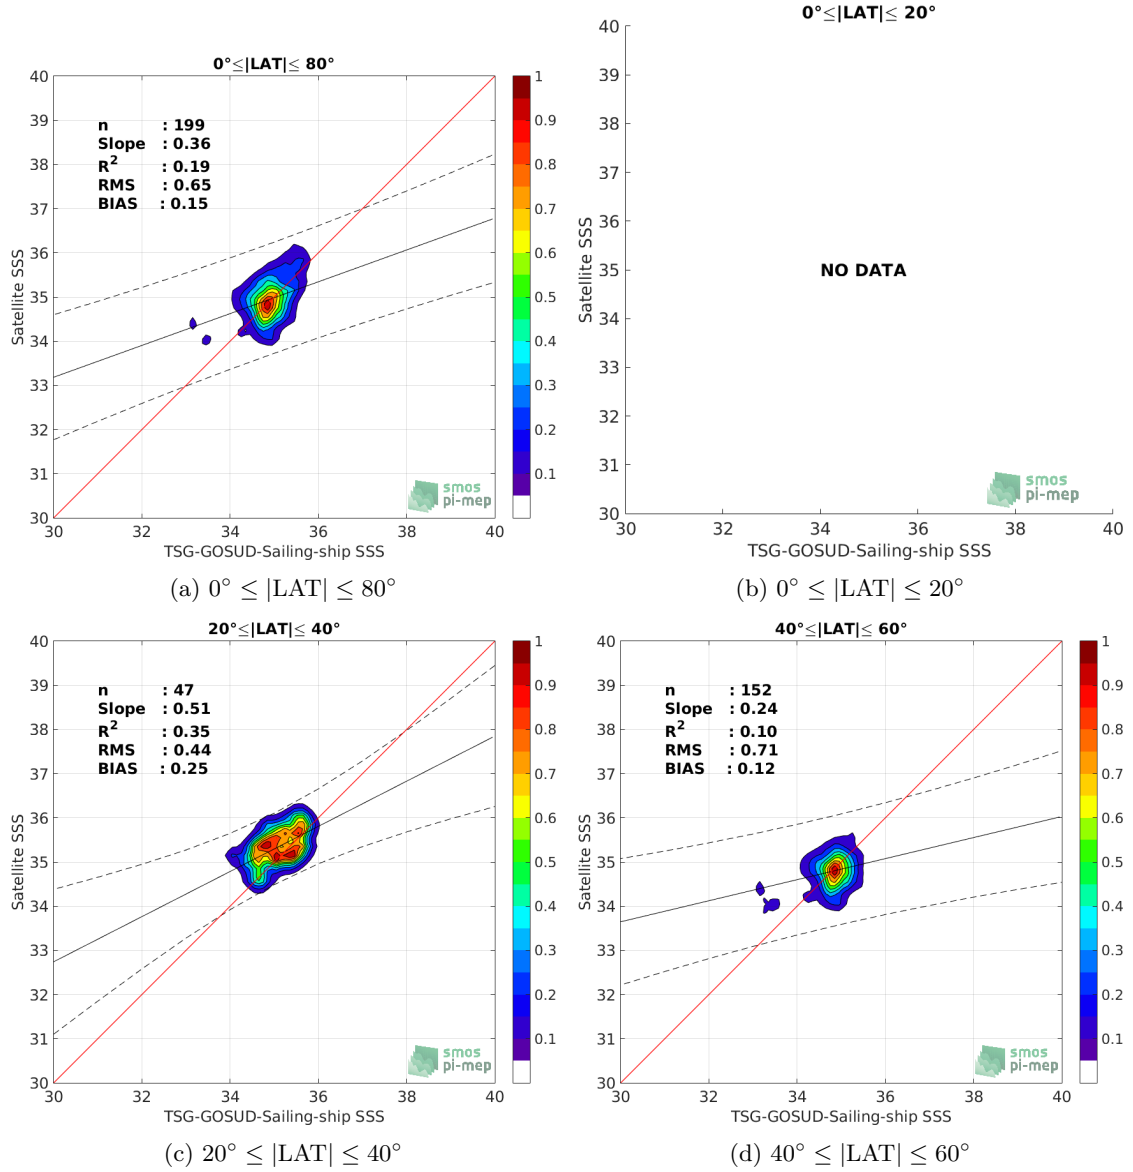 0°≤|LAT|≤ 80°
40
39
38
37
36
35
34
33
32
31
30
Satellite SSS
n : 199
Slope : 0.36
R² : 0.19
RMS : 0.65
BIAS : 0.15
smos
pi-mep
30 32 34 36 38 40
TSG-GOSUD-Sailing-ship SSS
1
0.9
0.8
0.7
0.6
0.5
0.4
0.3
0.2
0.1
(a) 0° ≤ |LAT| ≤ 80°
0°≤|LAT|≤ 20°
40
39
38
37
36
35
34
33
32
31
30
Satellite SSS
NO DATA
smos
pi-mep
30 32 34 36 38 40
TSG-GOSUD-Sailing-ship SSS
(b) 0° ≤ |LAT| ≤ 20°
20°≤|LAT|≤ 40°
40
39
38
37
36
35
34
33
32
31
30
Satellite SSS
n : 47
Slope : 0.51
R² : 0.35
RMS : 0.44
BIAS : 0.25
smos
pi-mep
30 32 34 36 38 40
TSG-GOSUD-Sailing-ship SSS
1
0.9
0.8
0.7
0.6
0.5
0.4
0.3
0.2
0.1
(c) 20° ≤ |LAT| ≤ 40°
40°≤|LAT|≤ 60°
40
39
38
37
36
35
34
33
32
31
30
Satellite SSS
n : 152
Slope : 0.24
R² : 0.10
RMS : 0.71
BIAS : 0.12
smos
pi-mep
30 32 34 36 38 40
TSG-GOSUD-Sailing-ship SSS
1
0.9
0.8
0.7
0.6
0.5
0.4
0.3
0.2
0.1
(d) 40° ≤ |LAT| ≤ 60°